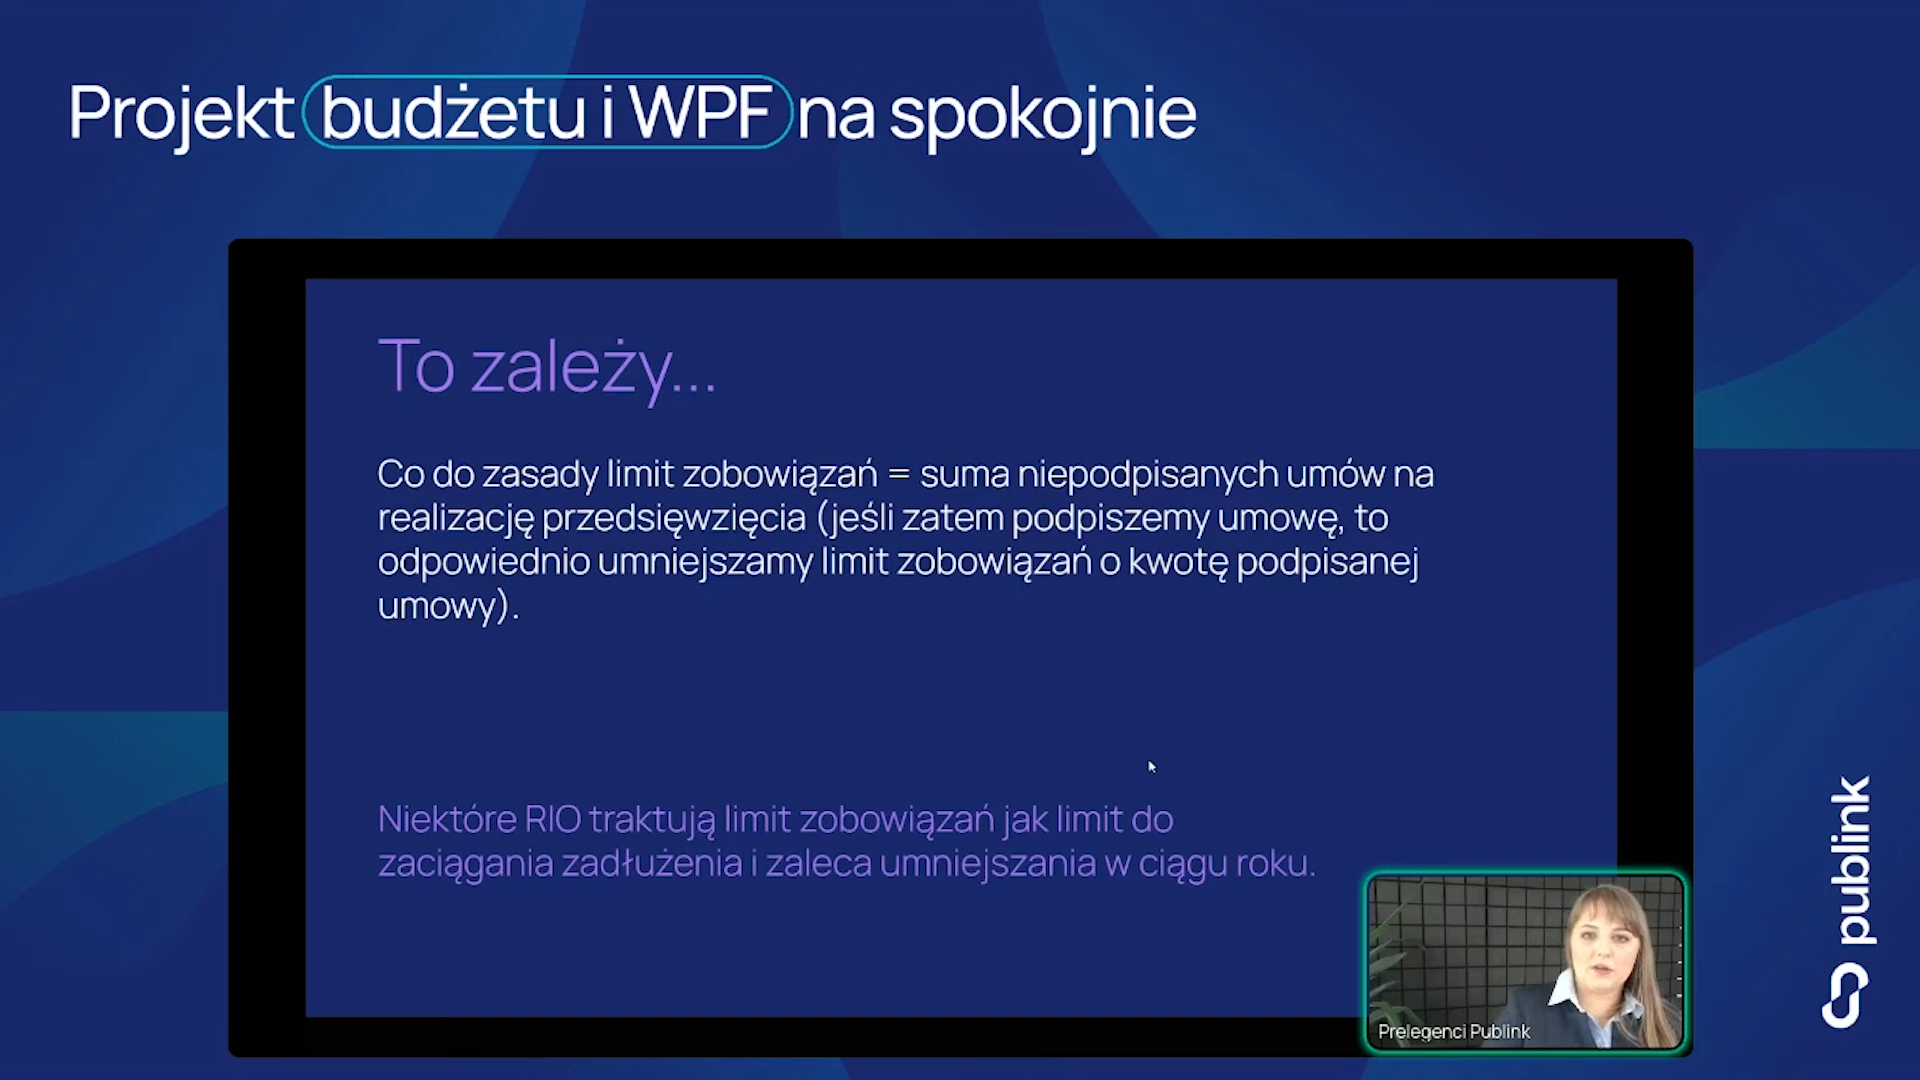 Projekt budżetu i WPF na spokojnie
To zależy...
Co do zasady limit zobowiązań = suma niepodpisanych umów na
realizację przedsięwzięcia (jeśli zatem podpiszemy umowę, to
odpowiednio umniejszamy limit zobowiązań o kwotę podpisanej
umowy).
Niektóre RIO traktują limit zobowiązań jak limit do
zaciągania zadłużenia i zaleca umniejszania w ciągu roku.
Prelegenci Publink
publink